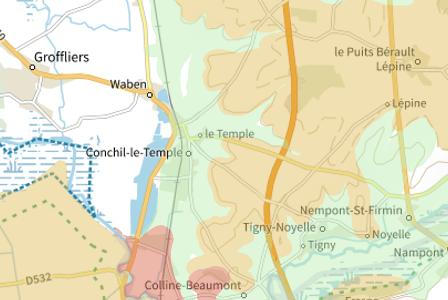 Groffliers
le Puits Bérault
Lépine
Waben
Lépine
le Temple
Conchil-le-Temple
Nempont-St-Firmin
Tigny-Noyelle
Noyelle
Tigny
Nampont
D532
Colline-Beaumont